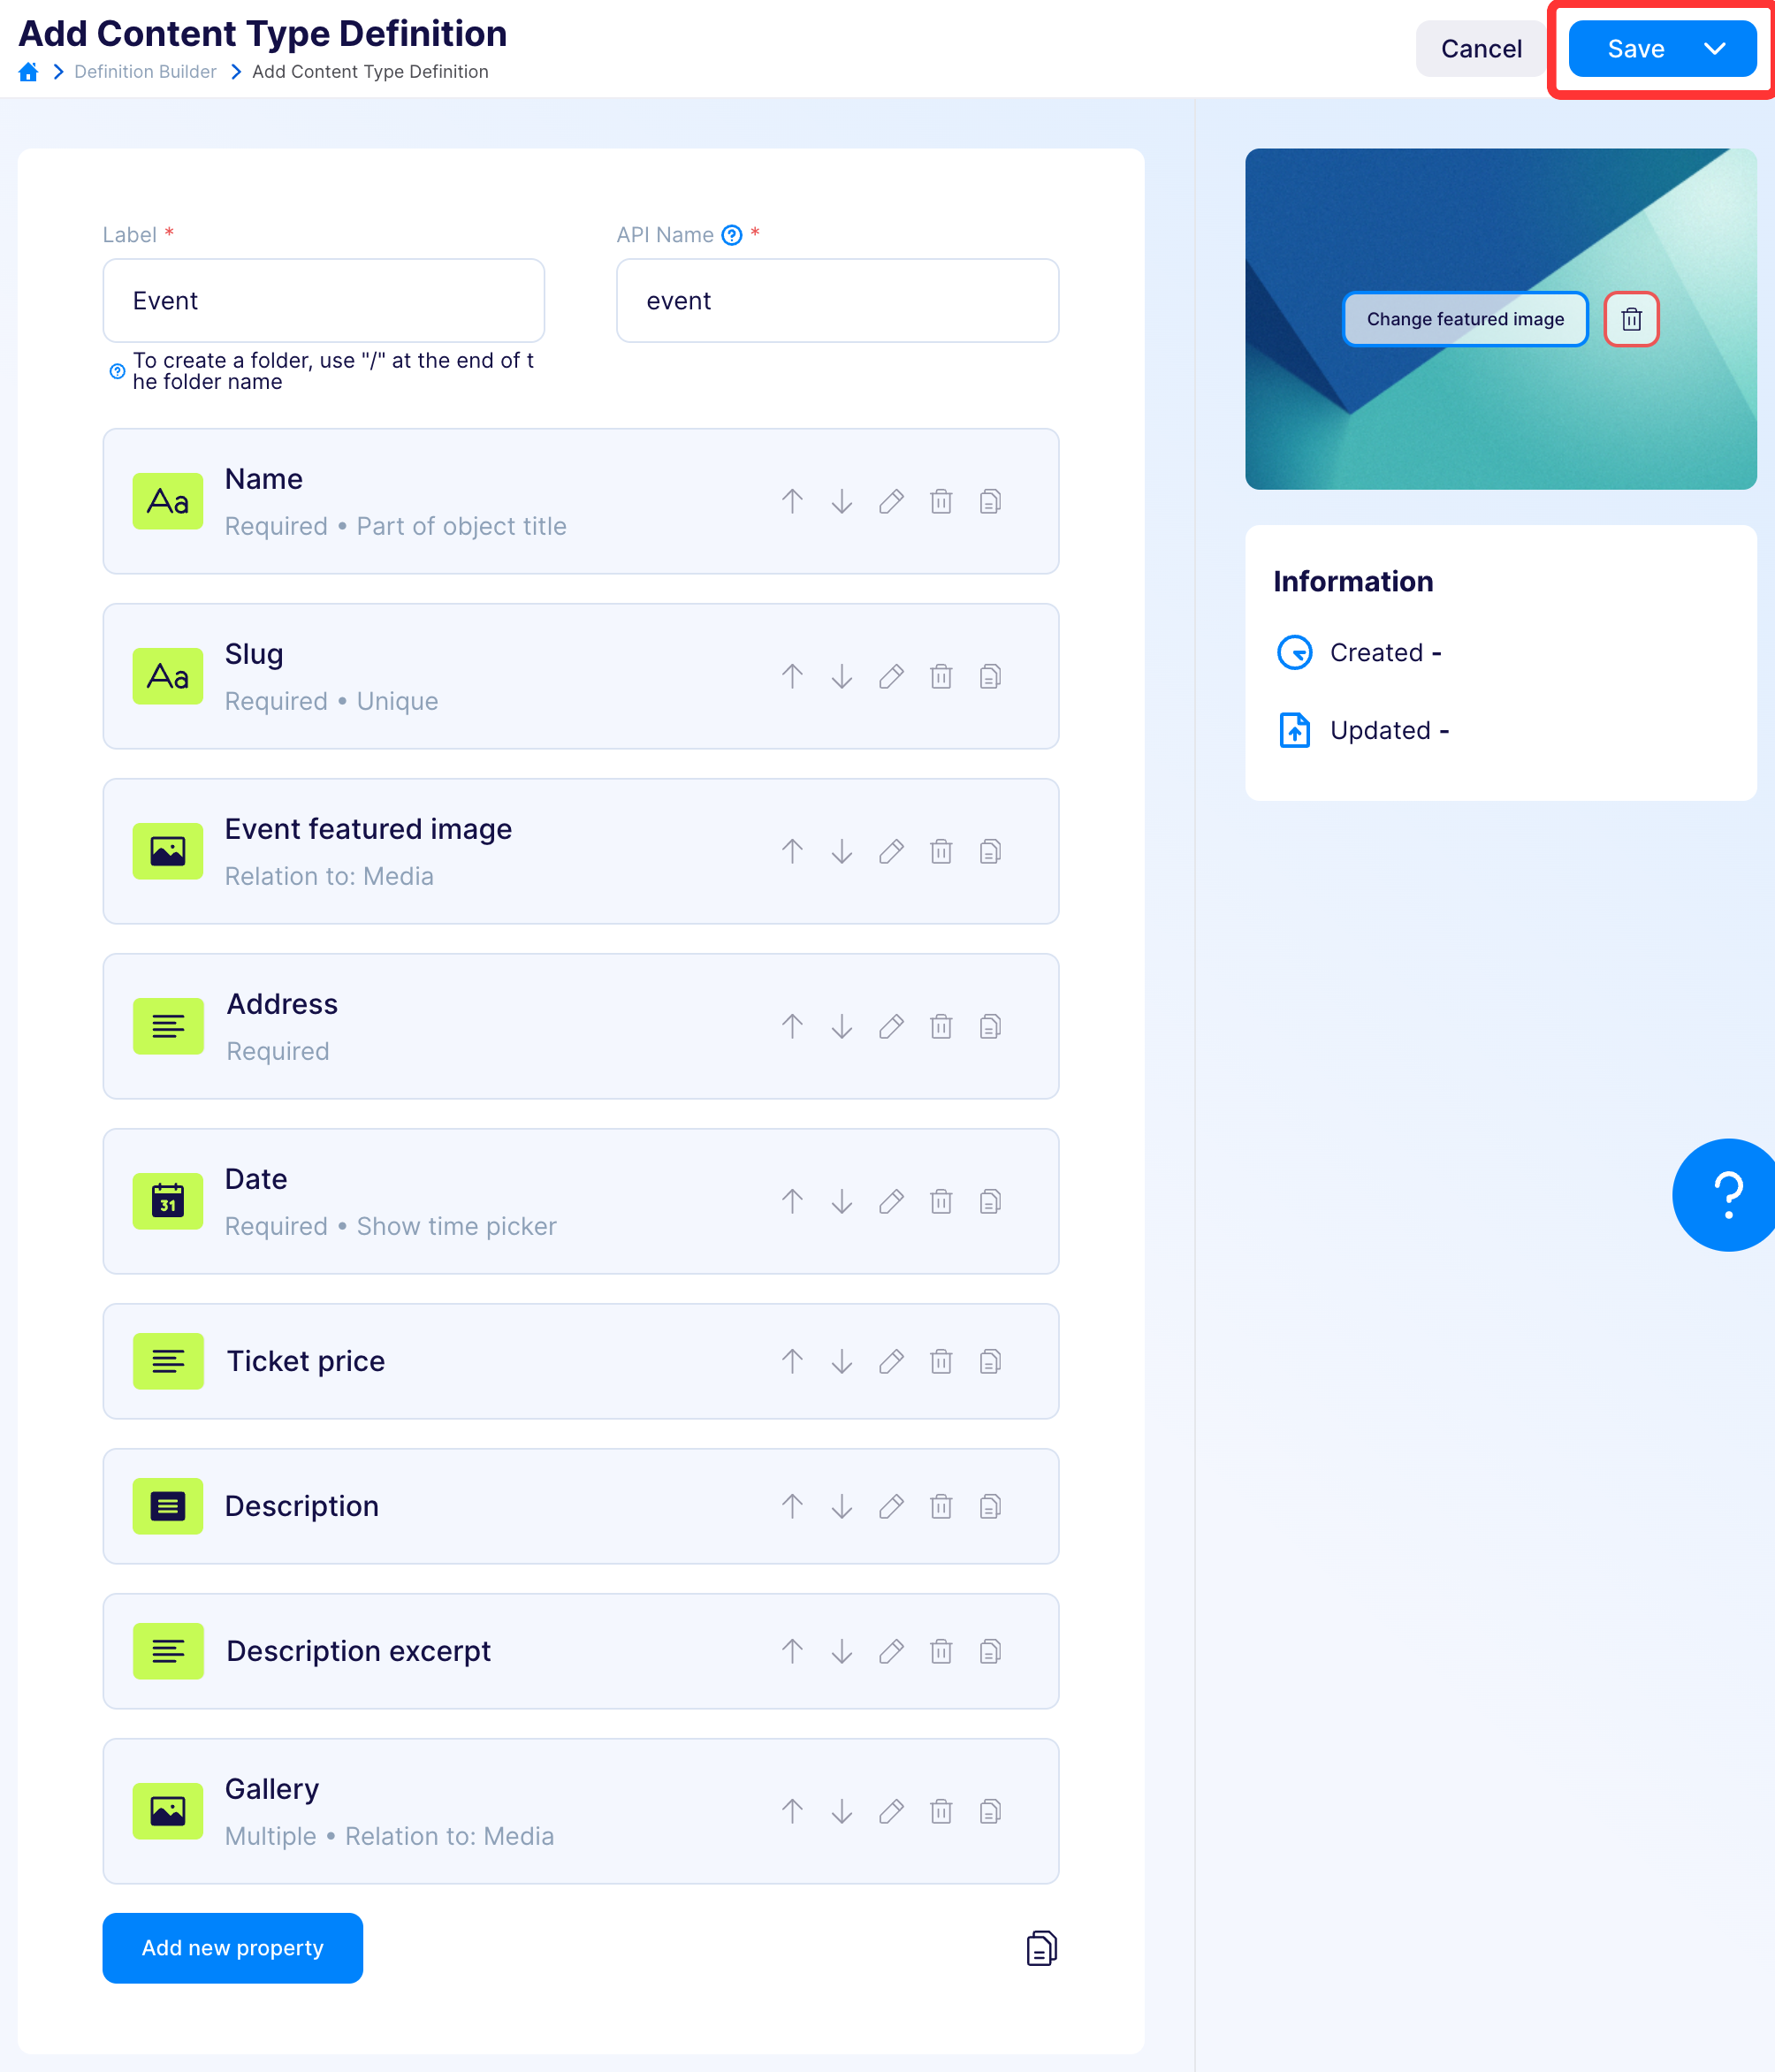 Add Content Type Definition
Cancel
Save
Definition Builder
Add Content Type Definition
Label *
API Name *
Event
event
To create a folder, use "/" at the end of t
he folder name
Change featured image
Name
Required • Part of object title
Information
Slug
Required • Unique
Created -
Updated -
Event featured image
Relation to: Media
Address
Required
Date
Required • Show time picker
31
Ticket price
Description
Description excerpt
Gallery
Multiple • Relation to: Media
Add new property